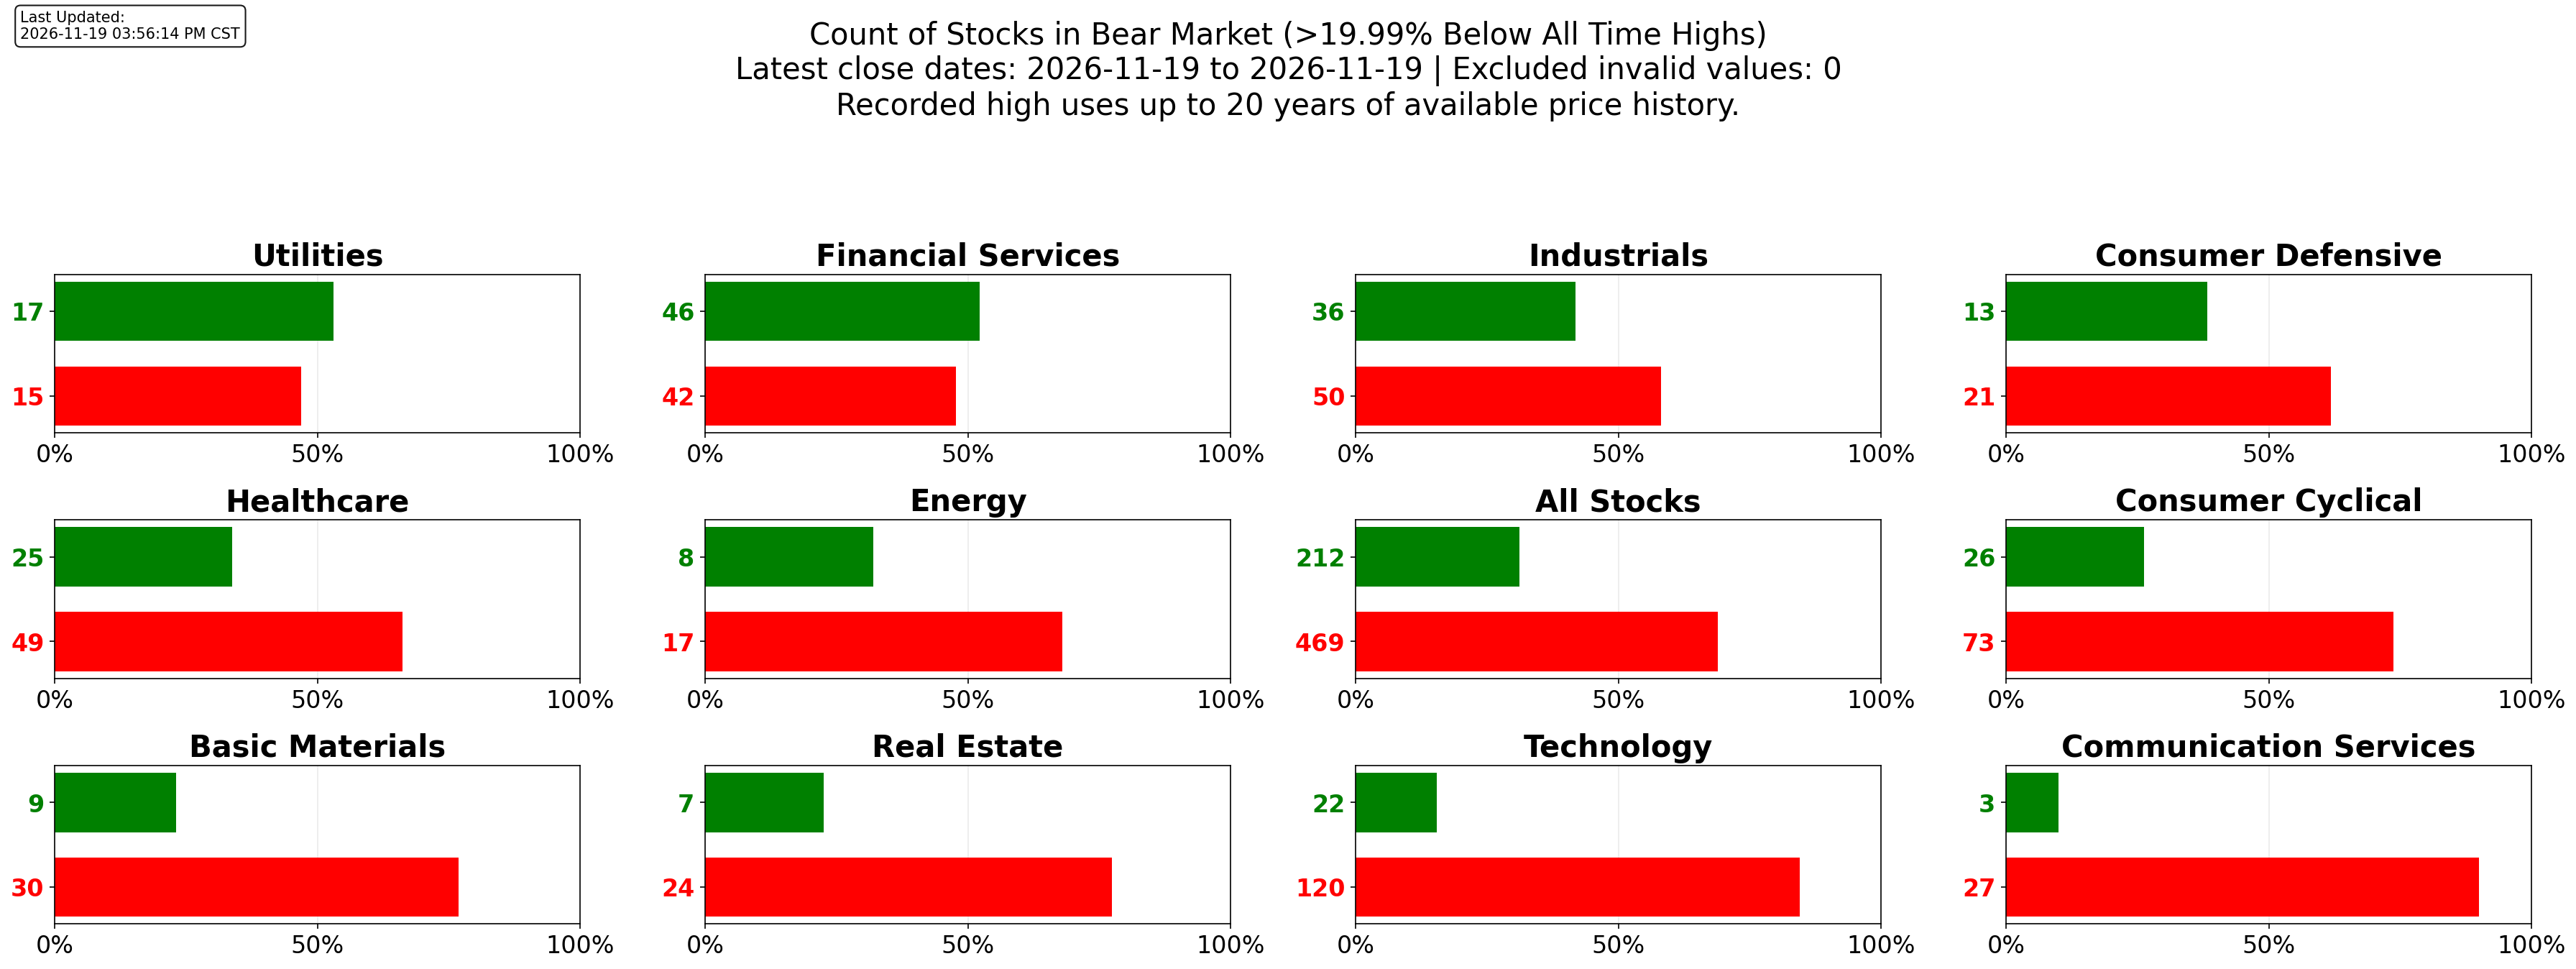 Last Updated:
2026-11-19 03:56:14 PM CST
Count of Stocks in Bear Market (>19.99% Below All Time Highs)
Latest close dates: 2026-11-19 to 2026-11-19 | Excluded invalid values: 0
Recorded high uses up to 20 years of available price history.
Utilities
17
15
0% 50% 100%
Financial Services
46
42
0% 50% 100%
Industrials
36
50
0% 50% 100%
Consumer Defensive
13
21
0% 50% 100%
Healthcare
25
49
0% 50% 100%
Energy
8
17
0% 50% 100%
All Stocks
212
469
0% 50% 100%
Consumer Cyclical
26
73
0% 50% 100%
Basic Materials
9
30
0% 50% 100%
Real Estate
7
24
0% 50% 100%
Technology
22
120
0% 50% 100%
Communication Services
3
27
0% 50% 100%